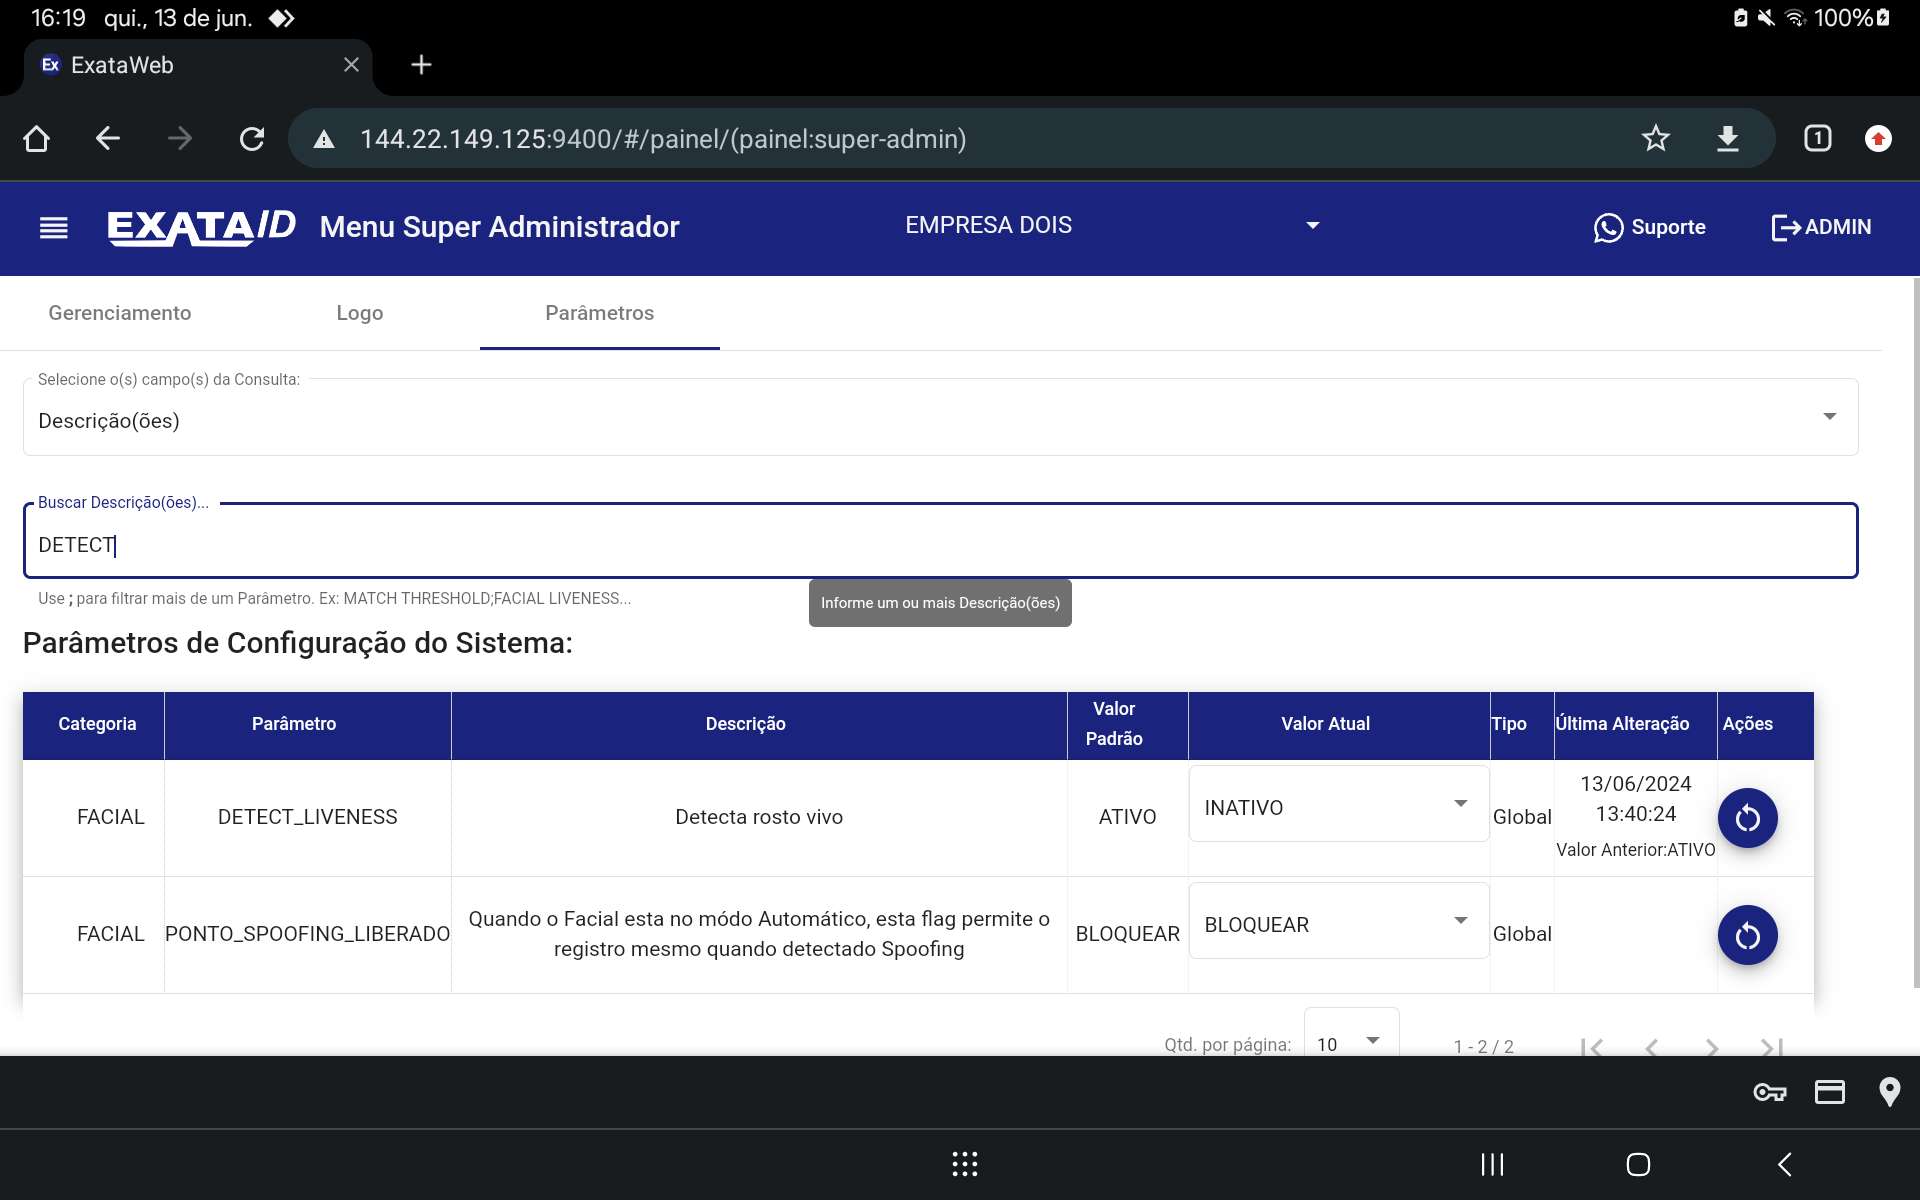 16:19 qui., 13 de jun. 100%
Ex ExataWeb
144.22.149.125:9400/#/painel/(painel:super-admin) 1
EXATA/D Menu Super Administrador EMPRESA DOIS Suporte ADMIN
Gerenciamento Logo Parâmetros
Selecione o(s) campo(s) da Consulta:
Descrição(ões)
Buscar Descrição(ões)...
DETECT
Use ; para filtrar mais de um Parâmetro. Ex: MATCH THRESHOLD;FACIAL LIVENESS...
Informe um ou mais Descrição(ões)
Parâmetros de Configuração do Sistema:
Categoria Parâmetro Descrição Valor Padrão Valor Atual Tipo Última Alteração Ações
FACIAL DETECT_LIVENESS Detecta rosto vivo ATIVO INATIVO Global 13/06/2024
13:40:24
Valor Anterior:ATIVO
FACIAL PONTO_SPOOFING_LIBERADO Quando o Facial esta no módo Automático, esta flag permite o
registro mesmo quando detectado Spoofing BLOQUEAR BLOQUEAR Global
Qtd. por página: 10 1 - 2 / 2